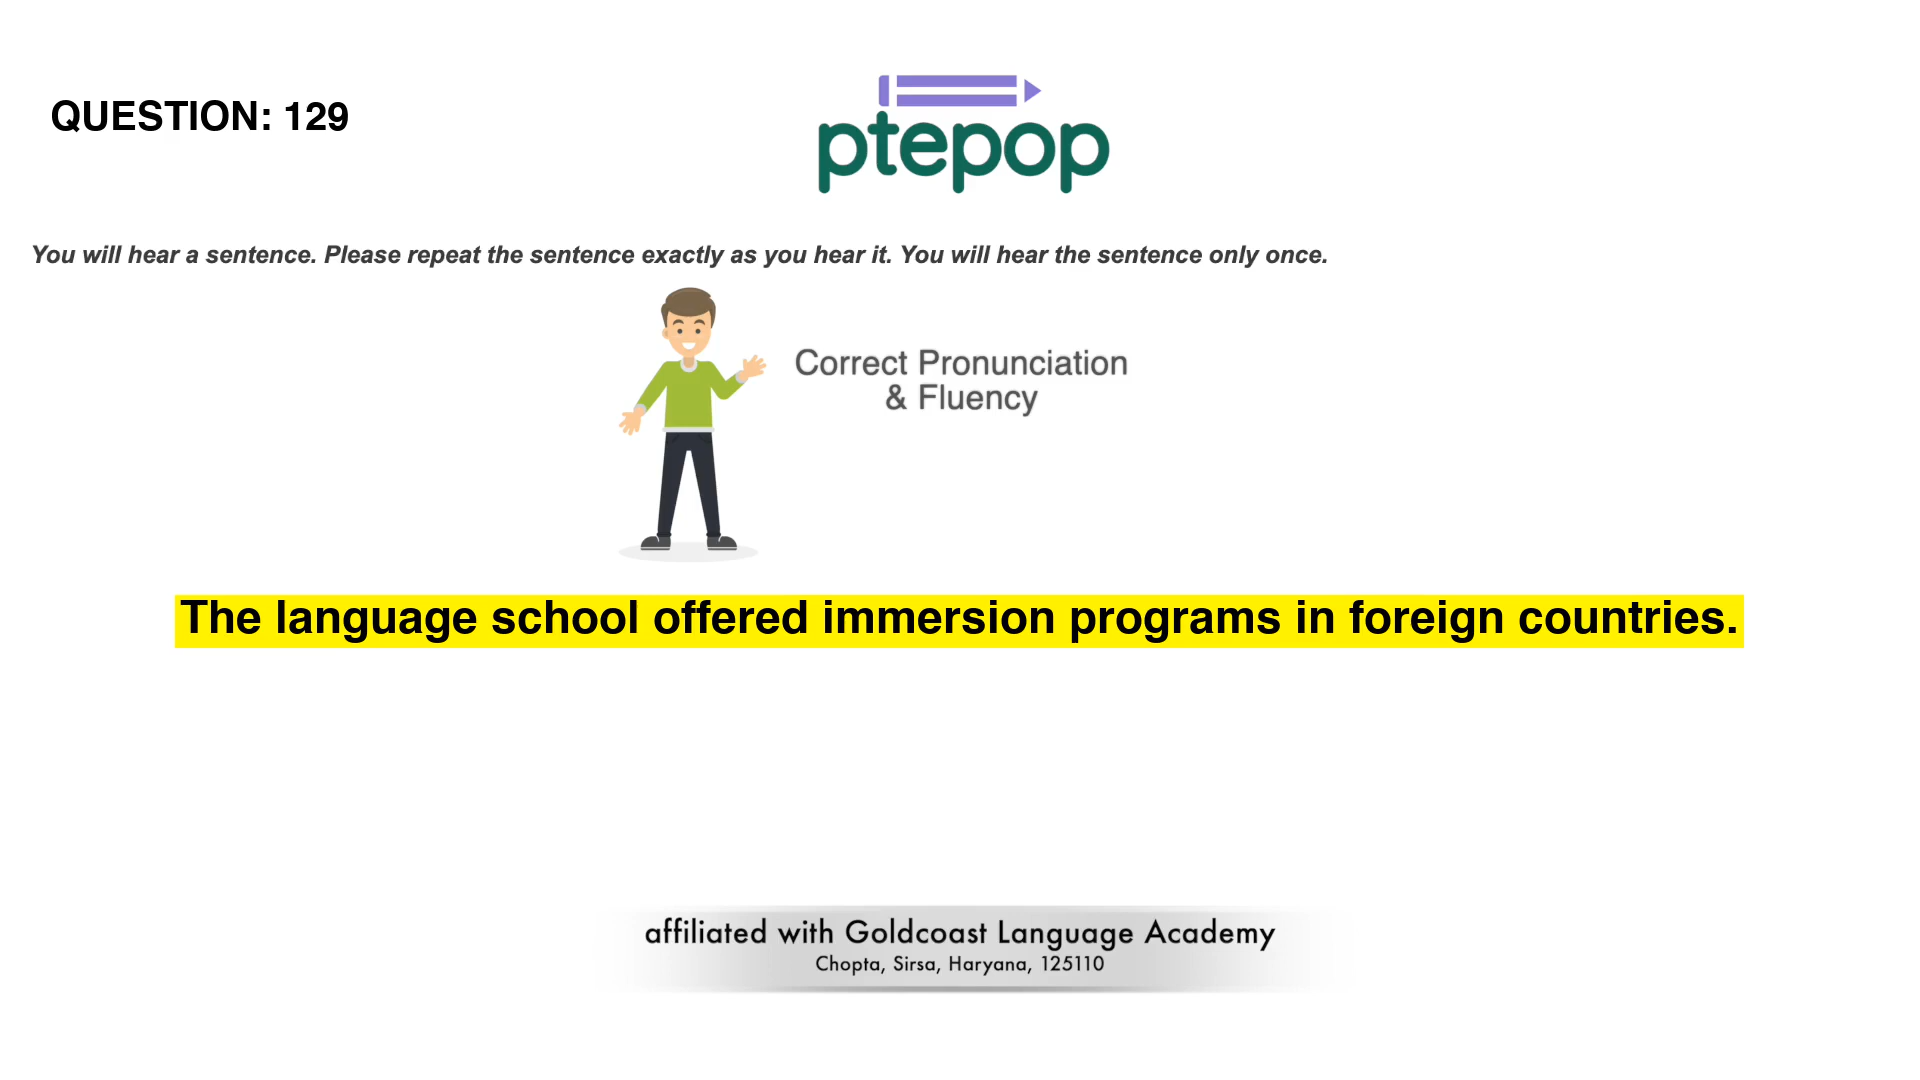 QUESTION: 129
ptepop
You will hear a sentence. Please repeat the sentence exactly as you hear it. You will hear the sentence only once.
Correct Pronunciation
& Fluency
The language school offered immersion programs in foreign countries.
affiliated with Goldcoast Language Academy
Chopta, Sirsa, Haryana, 125110